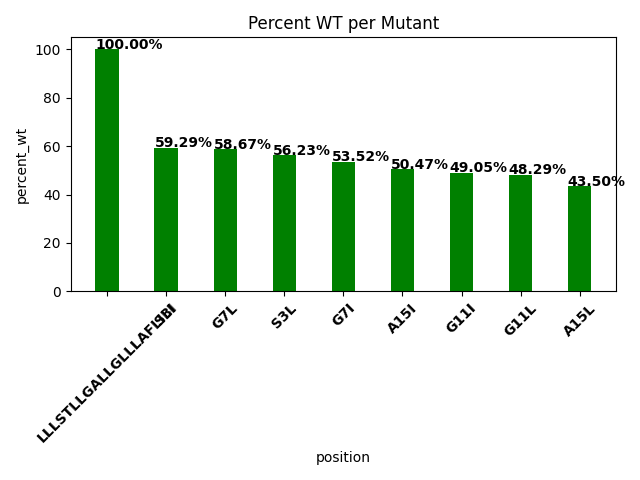 Percent WT per Mutant
percent_wt
100
80
60
40
20
0
100.00%
59.29%
58.67%
56.23%
53.52%
50.47%
49.05%
48.29%
43.50%
S3I
G7L
S3L
G7I
A15I
G11I
G11L
A15L
position